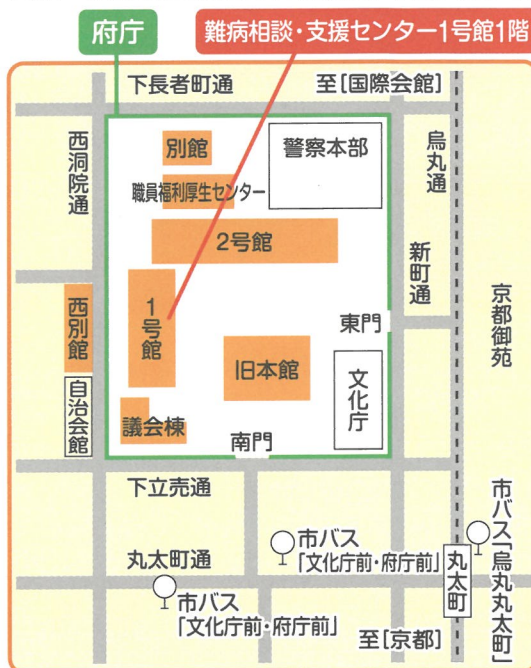 府庁
難病相談・支援センター1号館1階
下長者町通
至[国際会館]
西洞院通
別館
職員福利厚生センター
警察本部
烏丸通
2号館
新町通
1号館
西別館
東門
京都御苑
旧本館
文化庁
自治会館
議会棟
南門
下立売通
丸太町通
市バス
「文化庁前・府庁前」
市バス
「文化庁前・府庁前」
丸太町
市バス「烏丸丸太町」
至[京都]